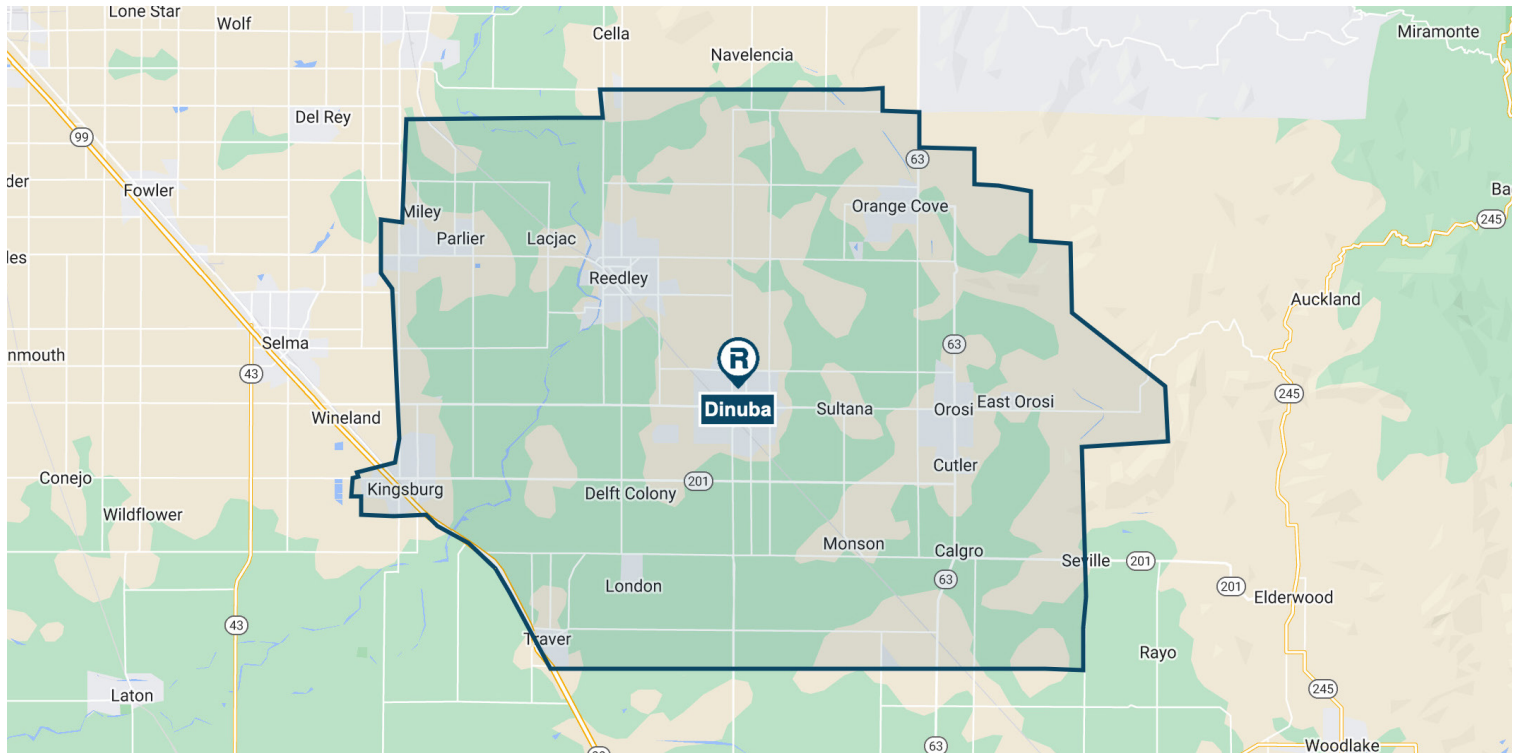 Lone Star
Wolf
Cella
Navelencia
Miramonte
Del Rey
99
63
der
Fowler
Ba
Miley
Orange Cove
245
Parlier
Lacjac
les
Reedley
Auckland
Selma
63
nmouth
43
R
245
Dinuba
Sultana
Orosi
East Orosi
Wineland
Cutler
Conejo
Kingsburg
Delft Colony
201
Wildflower
Monson
Calgro
Seville
201
63
London
201
Elderwood
43
Traver
Rayo
Laton
245
63
Woodlake